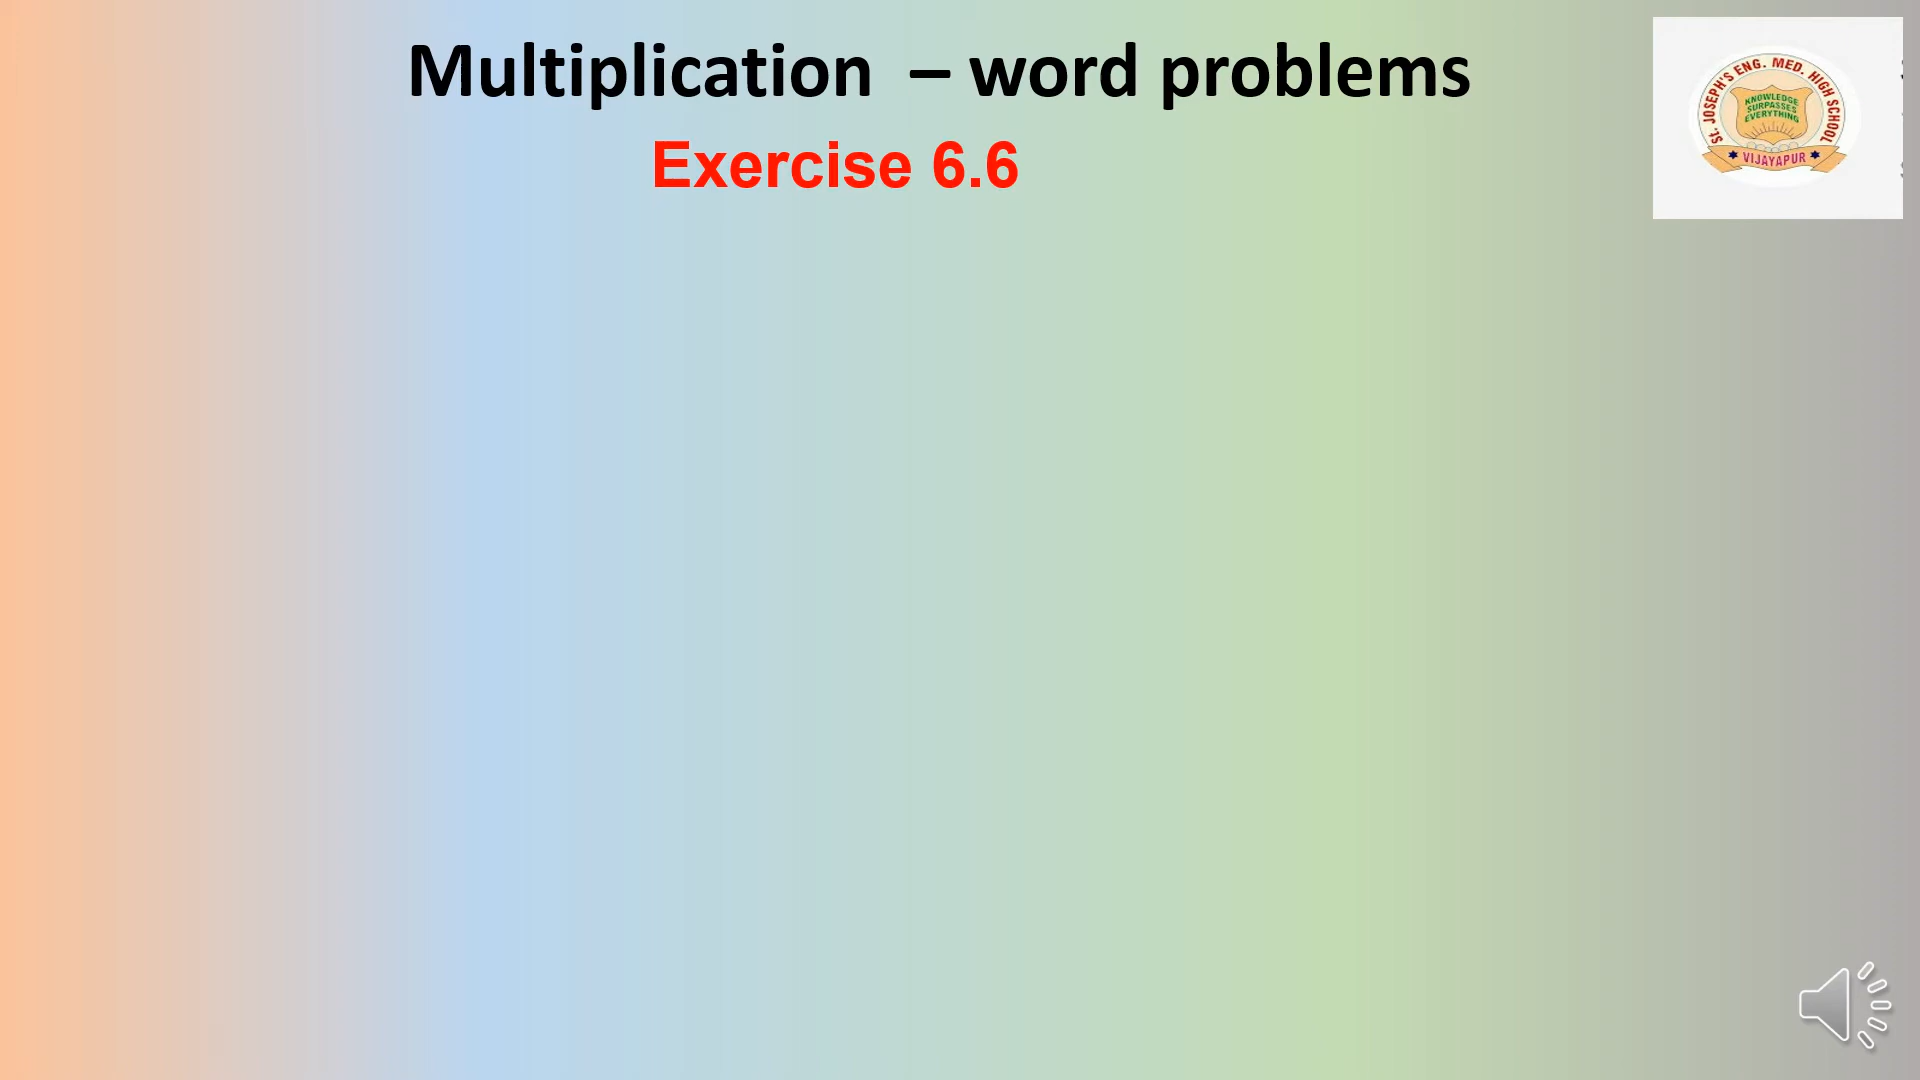 Multiplication – word problems
Exercise 6.6
St. JOSEPH'S ENG. MED. HIGH SCHOOL
KNOWLEDGE
SURPASSES
EVERYTHING
VIJAYAPUR